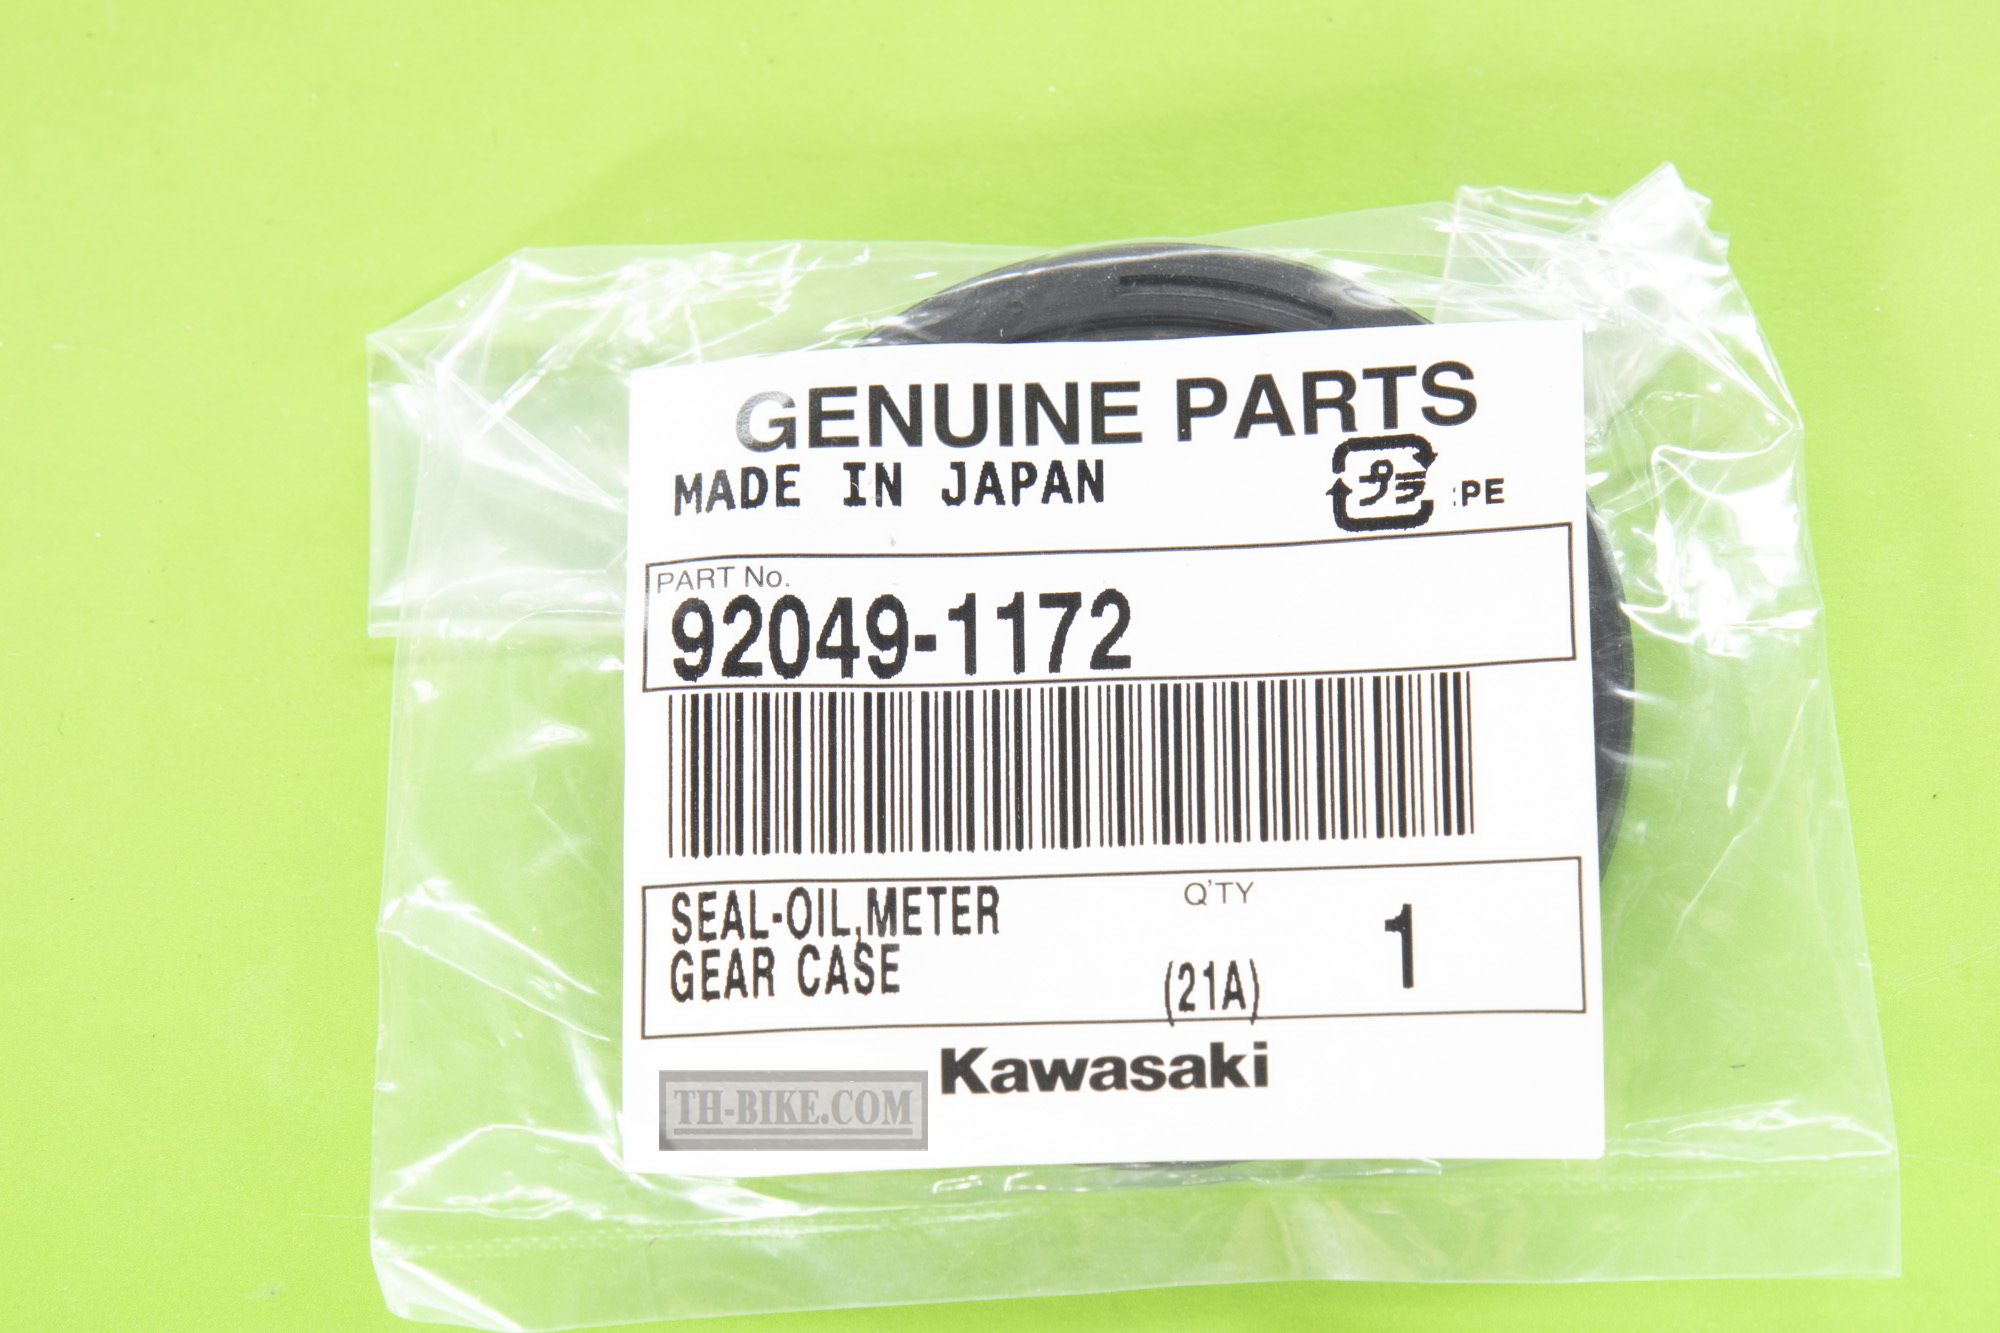 GENUINE PARTS
MADE IN JAPAN
プラ :PE
PART No.
92049-1172
SEAL-OIL,METER
GEAR CASE
Q'TY
(21A)
1
Kawasaki
TH-BIKE.COM